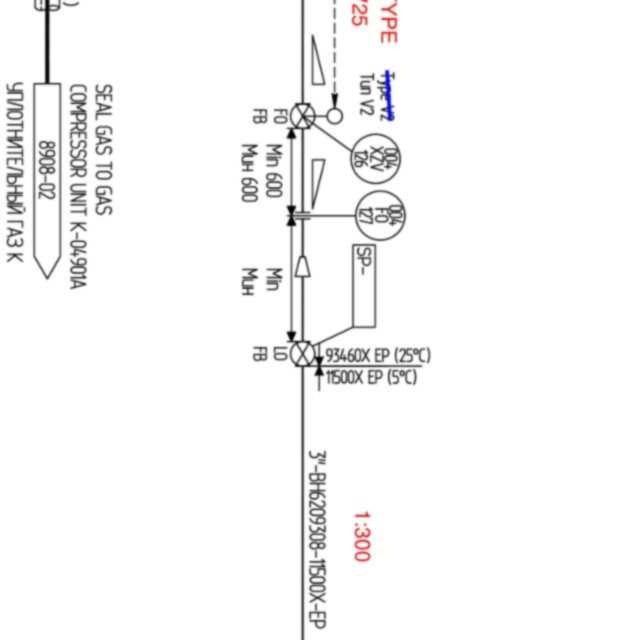 TYPE
725
Type V2
Тип V2
FO
FB
004
XZV
126
Min 600
Мин 600
004
FO
127
SP-
Min
Мин
LO
FB
93460X EP (25°C)
11500X EP (5°C)
3"-BH6209308-11500X-EP
1:300
SEAL GAS TO GAS
COMPRESSOR UNIT K-04901A
8908-02
УПЛОТНИТЕЛЬНЫЙ ГАЗ К